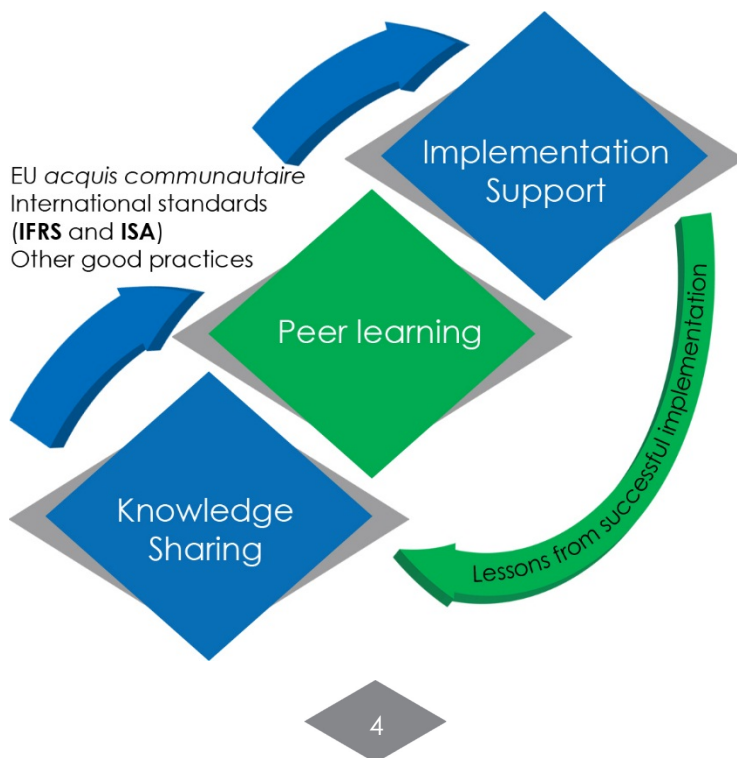 Implementation
Support
EU acquis communautaire
International standards
(IFRS and ISA)
Other good practices
Peer learning
Lessons from successful implementation
Knowledge
Sharing
4